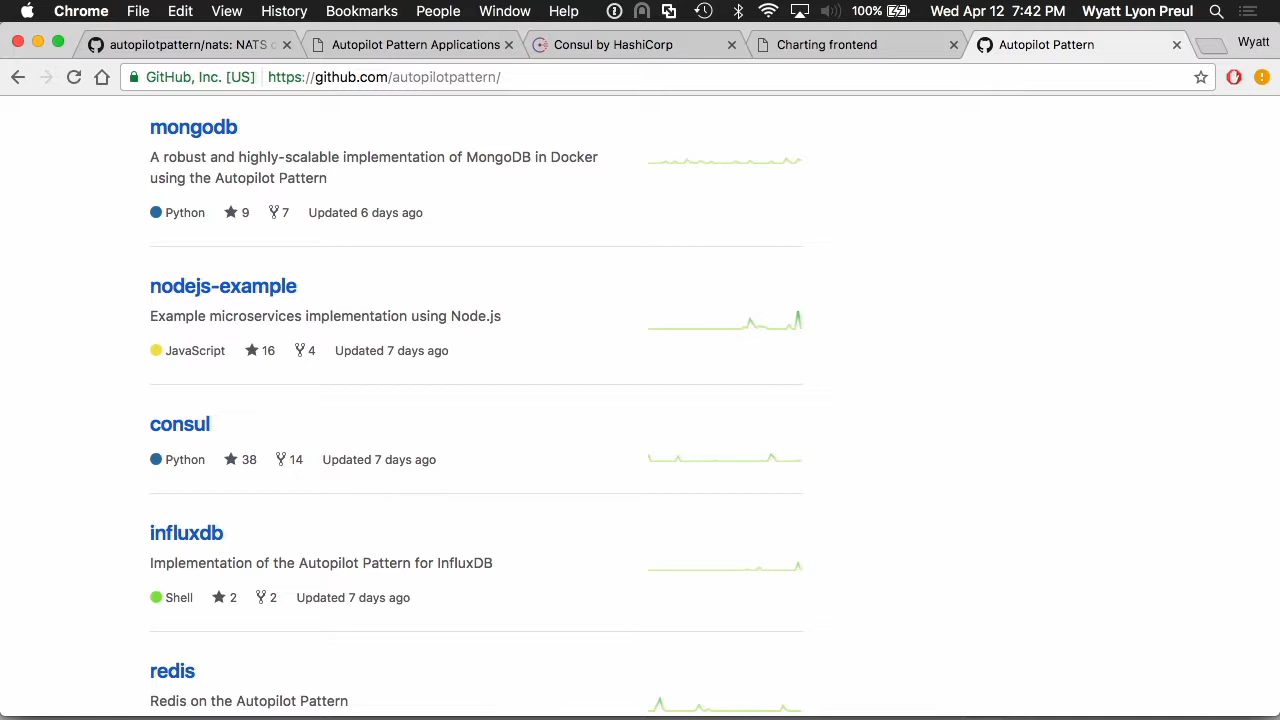 Chrome File Edit View History Bookmarks People Window Help 100% Wed Apr 12 7:42 PM Wyatt Lyon Preul
autopilotpattern/nats: NATS Autopilot Pattern Applications Consul by HashiCorp Charting frontend Autopilot Pattern Wyatt
GitHub, Inc. [US] https://github.com/autopilotpattern/
mongodb
A robust and highly-scalable implementation of MongoDB in Docker
using the Autopilot Pattern
Python 9 7 Updated 6 days ago
nodejs-example
Example microservices implementation using Node.js
JavaScript 16 4 Updated 7 days ago
consul
Python 38 14 Updated 7 days ago
influxdb
Implementation of the Autopilot Pattern for InfluxDB
Shell 2 2 Updated 7 days ago
redis
Redis on the Autopilot Pattern